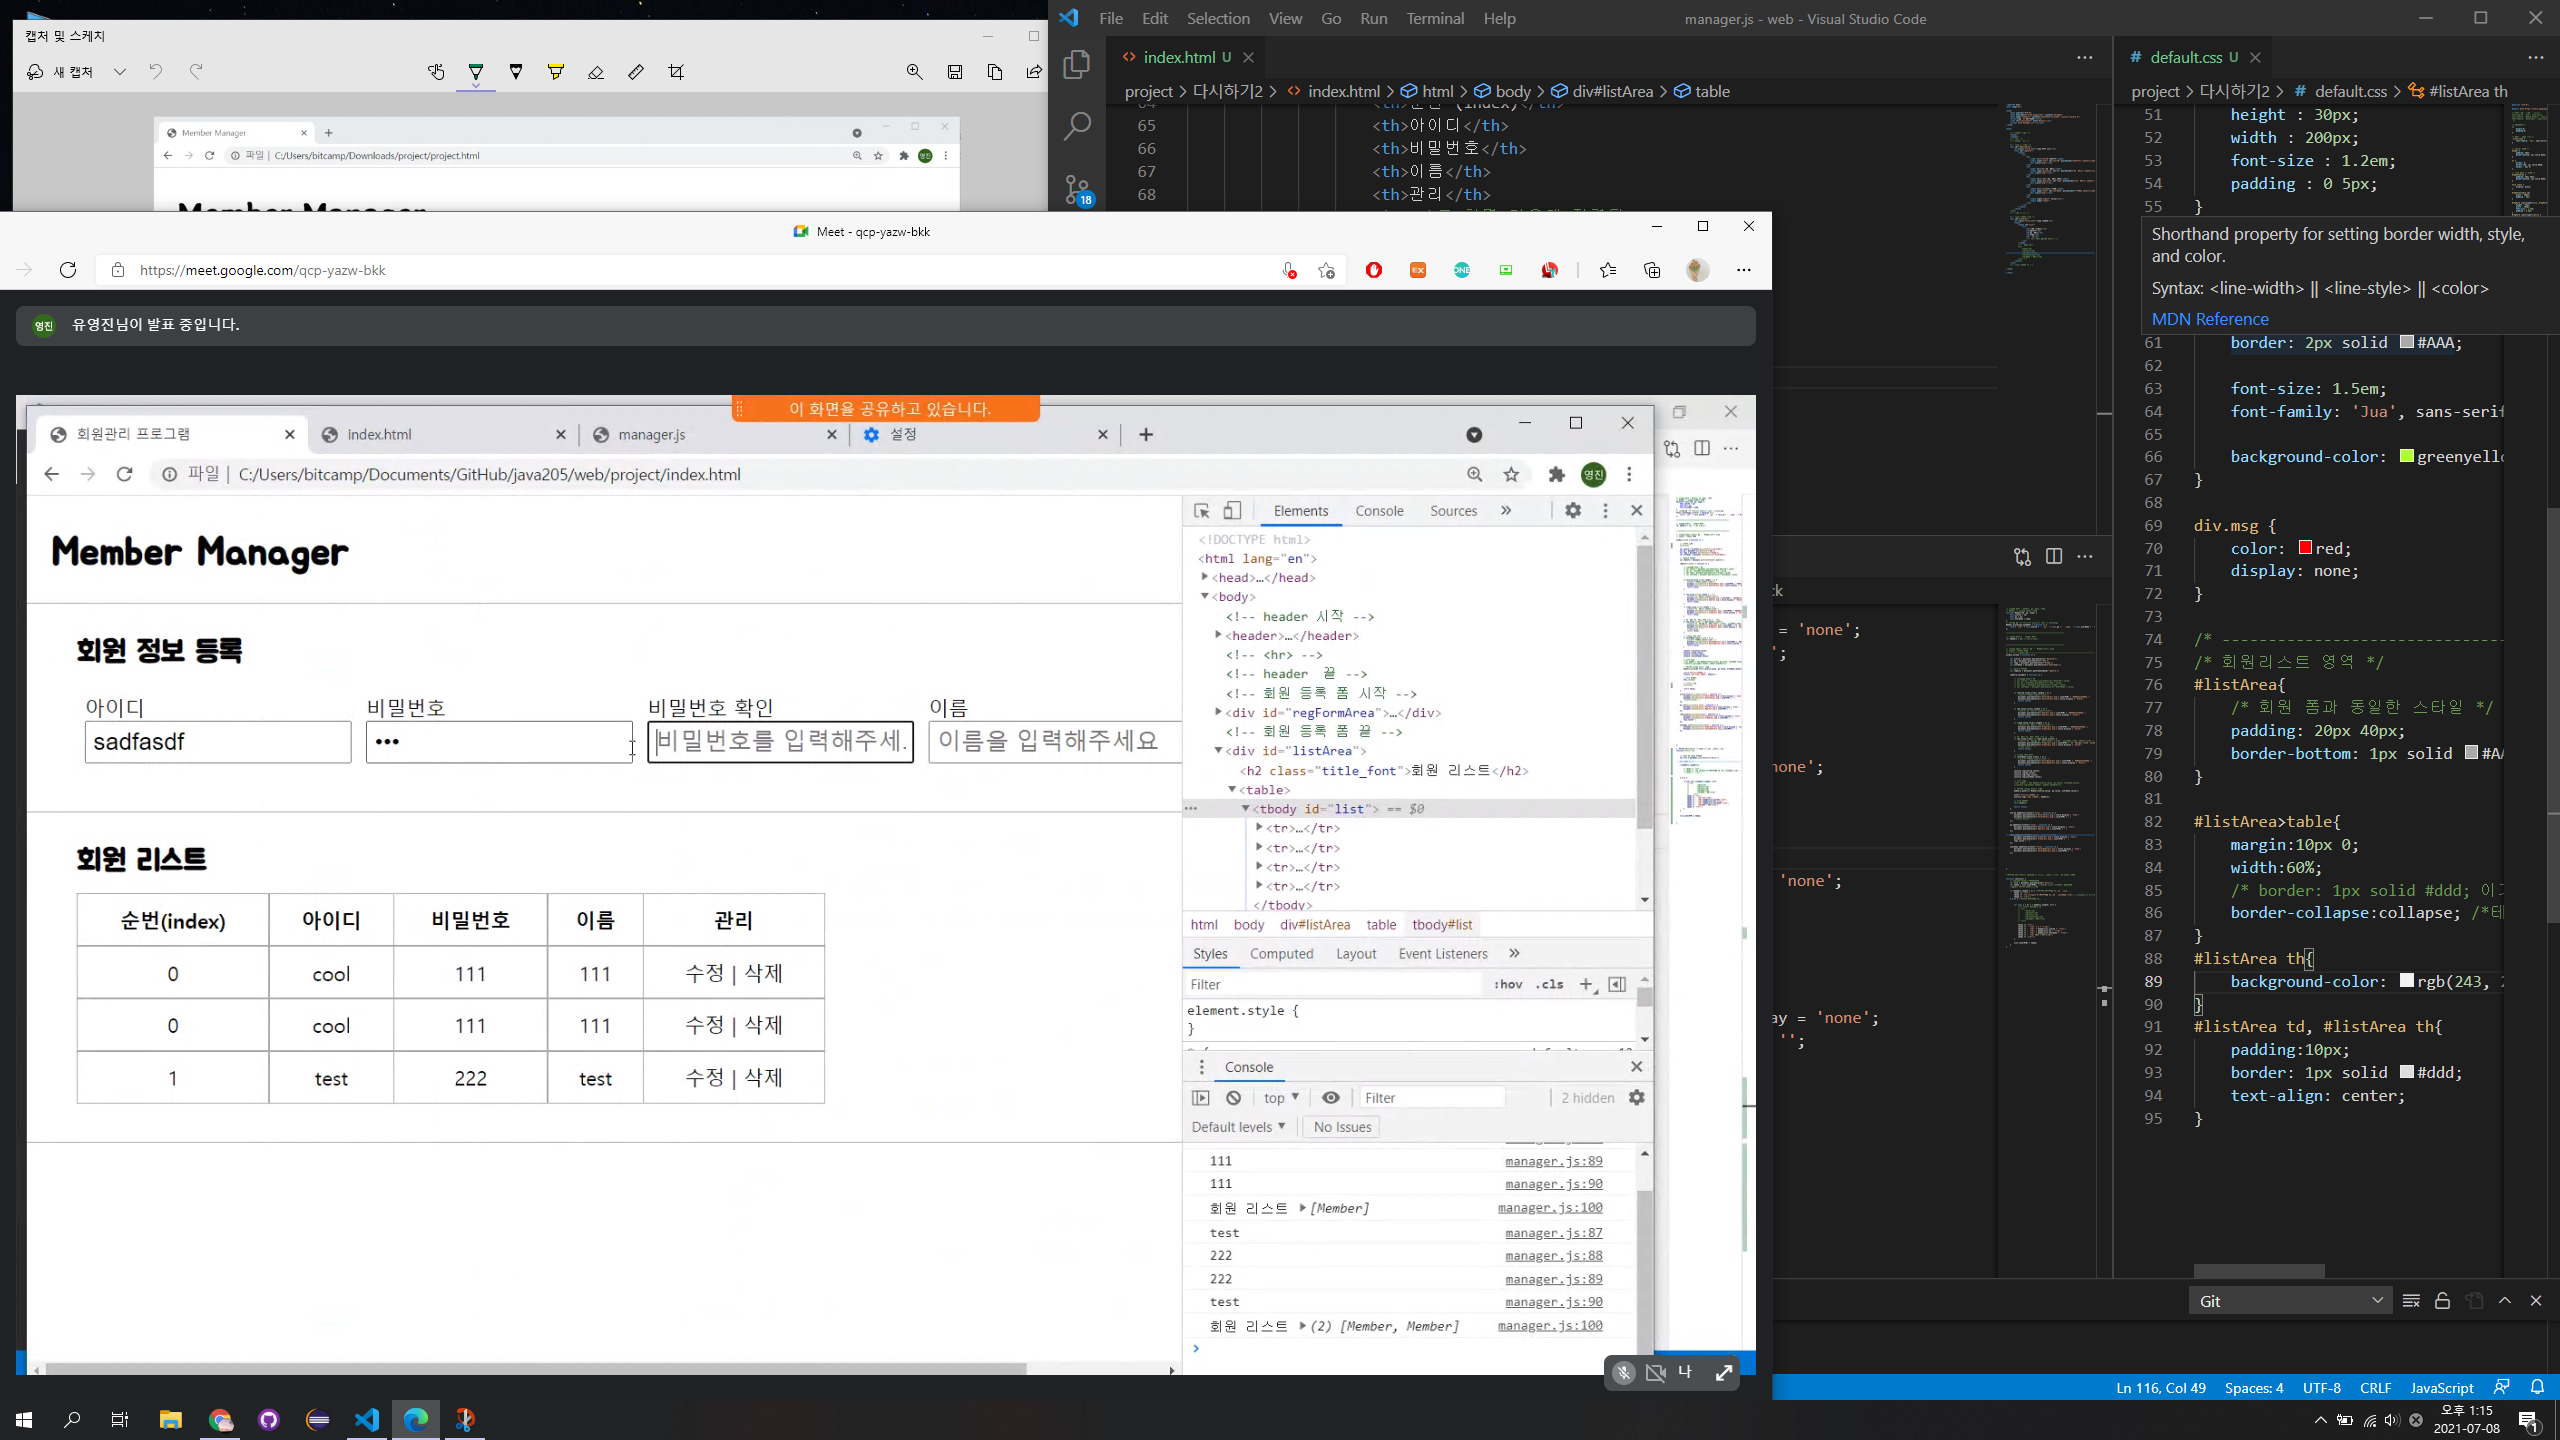 캡처 및 스케치
새 캡처
Member Manager
파일 | C:/Users/bitcamp/Downloads/project/project.html
영진
File Edit Selection View Go Run Terminal Help
manager.js - web - Visual Studio Code
index.html U
project > 다시하기2 > index.html > html > body > div#listArea > table
65 <th>아이디</th>
66 <th>비밀번호</th>
67 <th>이름</th>
68 <th>관리</th>
18
# default.css U
project > 다시하기2 > # default.css > #listArea th
51 height : 30px;
52 width : 200px;
53 font-size : 1.2em;
54 padding : 0 5px;
55 }
Shorthand property for setting border width, style,
and color.
Syntax: <line-width> || <line-style> || <color>
MDN Reference
61 border: 2px solid #AAA;
62
63 font-size: 1.5em;
64 font-family: 'Jua', sans-serif
65
66 background-color: greenyello
67 }
68
69 div.msg {
70 color: red;
71 display: none;
72 }
73
74 /* -------------------------------
75 /* 회원리스트 영역 */
76 #listArea{
77 /* 회원 폼과 동일한 스타일 */
78 padding: 20px 40px;
79 border-bottom: 1px solid #AA
80 }
81
82 #listArea>table{
83 margin:10px 0;
84 width:60%;
85 /* border: 1px solid #ddd; 이
86 border-collapse:collapse; /*테
87 }
88 #listArea th{
89 background-color: rgb(243, 2
90 }
91 #listArea td, #listArea th{
92 padding:10px;
93 border: 1px solid #ddd;
94 text-align: center;
95 }
ck
= 'none';
';
none';
'none';
ay = 'none';
'';
Git
Ln 116, Col 49 Spaces: 4 UTF-8 CRLF JavaScript
Meet - qcp-yazw-bkk
https://meet.google.com/qcp-yazw-bkk
영진 유영진님이 발표 중입니다.
이 화면을 공유하고 있습니다.
회원관리 프로그램
Index.html
manager.js
설정
파일 | C:/Users/bitcamp/Documents/GitHub/java205/web/project/index.html
영진
Member Manager
회원 정보 등록
아이디 비밀번호 비밀번호 확인 이름
sadfasdf ••• 비밀번호를 입력해주세. 이름을 입력해주세요
회원 리스트
순번(index) 아이디 비밀번호 이름 관리
0 cool 111 111 수정 | 삭제
0 cool 111 111 수정 | 삭제
1 test 222 test 수정 | 삭제
Elements Console Sources »
<!DOCTYPE html>
<html lang="en">
<head>…</head>
<body>
<!-- header 시작 -->
<header>…</header>
<!-- <hr> -->
<!-- header 끝 -->
<!-- 회원 등록 폼 시작 -->
<div id="regFormArea">…</div>
<!-- 회원 등록 폼 끝 -->
<div id="listArea">
<h2 class="title_font">회원 리스트</h2>
<table>
<tbody id="list"> == $0
<tr>…</tr>
<tr>…</tr>
<tr>…</tr>
<tr>…</tr>
</tbody>
html body div#listArea table tbody#list
Styles Computed Layout Event Listeners »
Filter :hov .cls +
element.style {
}
Console
top Filter 2 hidden
Default levels No Issues
111 manager.js:89
111 manager.js:90
회원 리스트 [Member] manager.js:100
test manager.js:87
222 manager.js:88
222 manager.js:89
test manager.js:90
회원 리스트 (2) [Member, Member] manager.js:100
>
나
오후 1:15
2021-07-08
1